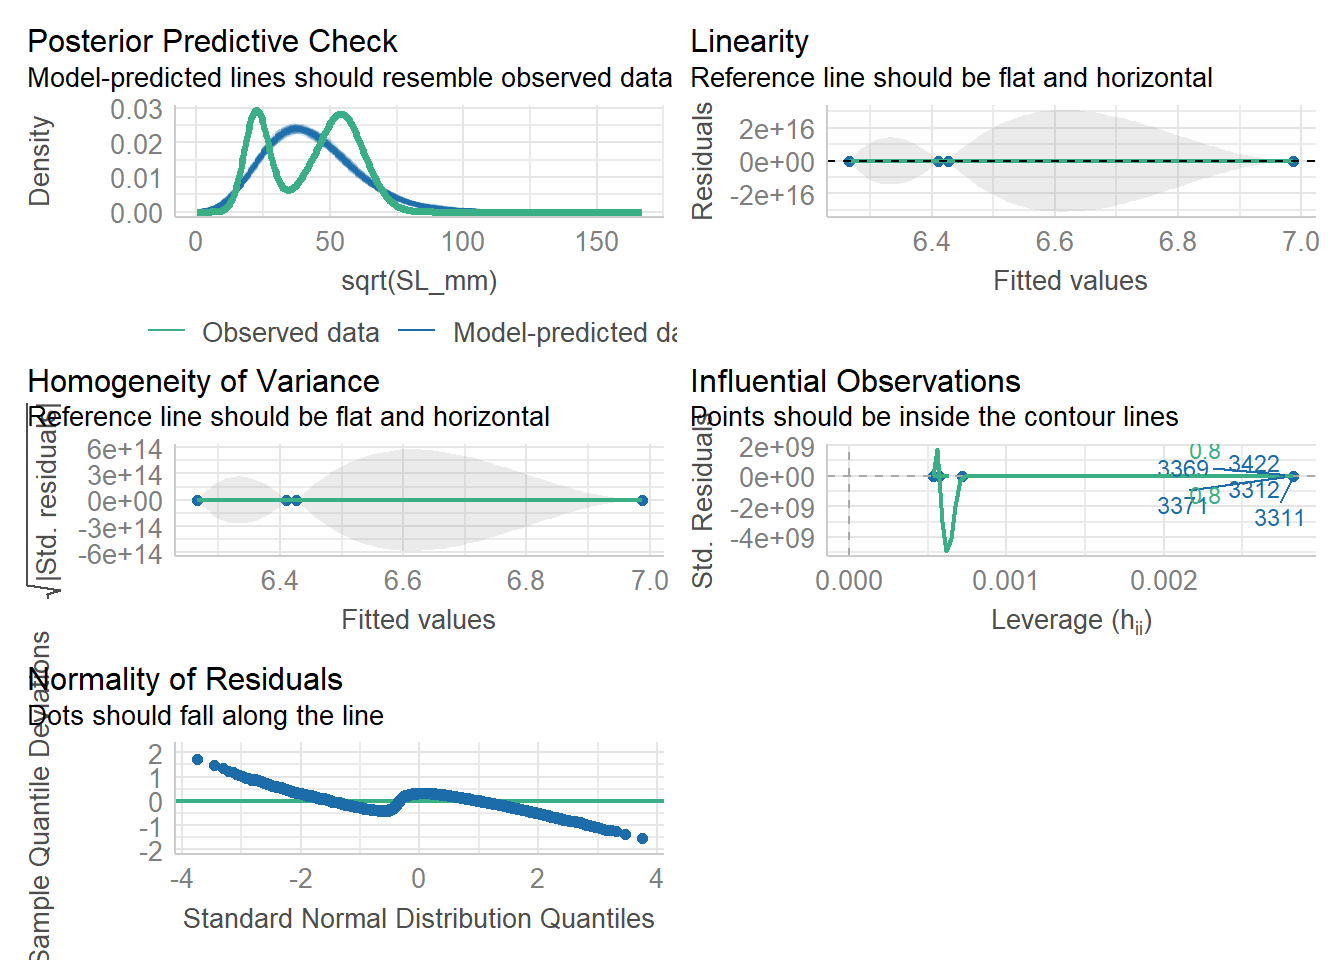 Posterior Predictive Check
Model-predicted lines should resemble observed data
Density
0.03
0.02
0.01
0.00
0 50 100 150
sqrt(SL_mm)
Observed data Model-predicted da
Linearity
Reference line should be flat and horizontal
Residuals
2e+16
0e+00
-2e+16
6.4 6.6 6.8 7.0
Fitted values
Homogeneity of Variance
Reference line should be flat and horizontal
√|Std. residuals|
6e+14
3e+14
0e+00
-3e+14
-6e+14
6.4 6.6 6.8 7.0
Fitted values
Influential Observations
Points should be inside the contour lines
Std. Residuals
2e+09
0e+00
-2e+09
-4e+09
0.8
3369 3422
0.8 3312
3371
3311
0.000 0.001 0.002
Leverage (hii)
Normality of Residuals
Dots should fall along the line
Sample Quantile Deviations
2
1
0
-1
-2
-4 -2 0 2 4
Standard Normal Distribution Quantiles